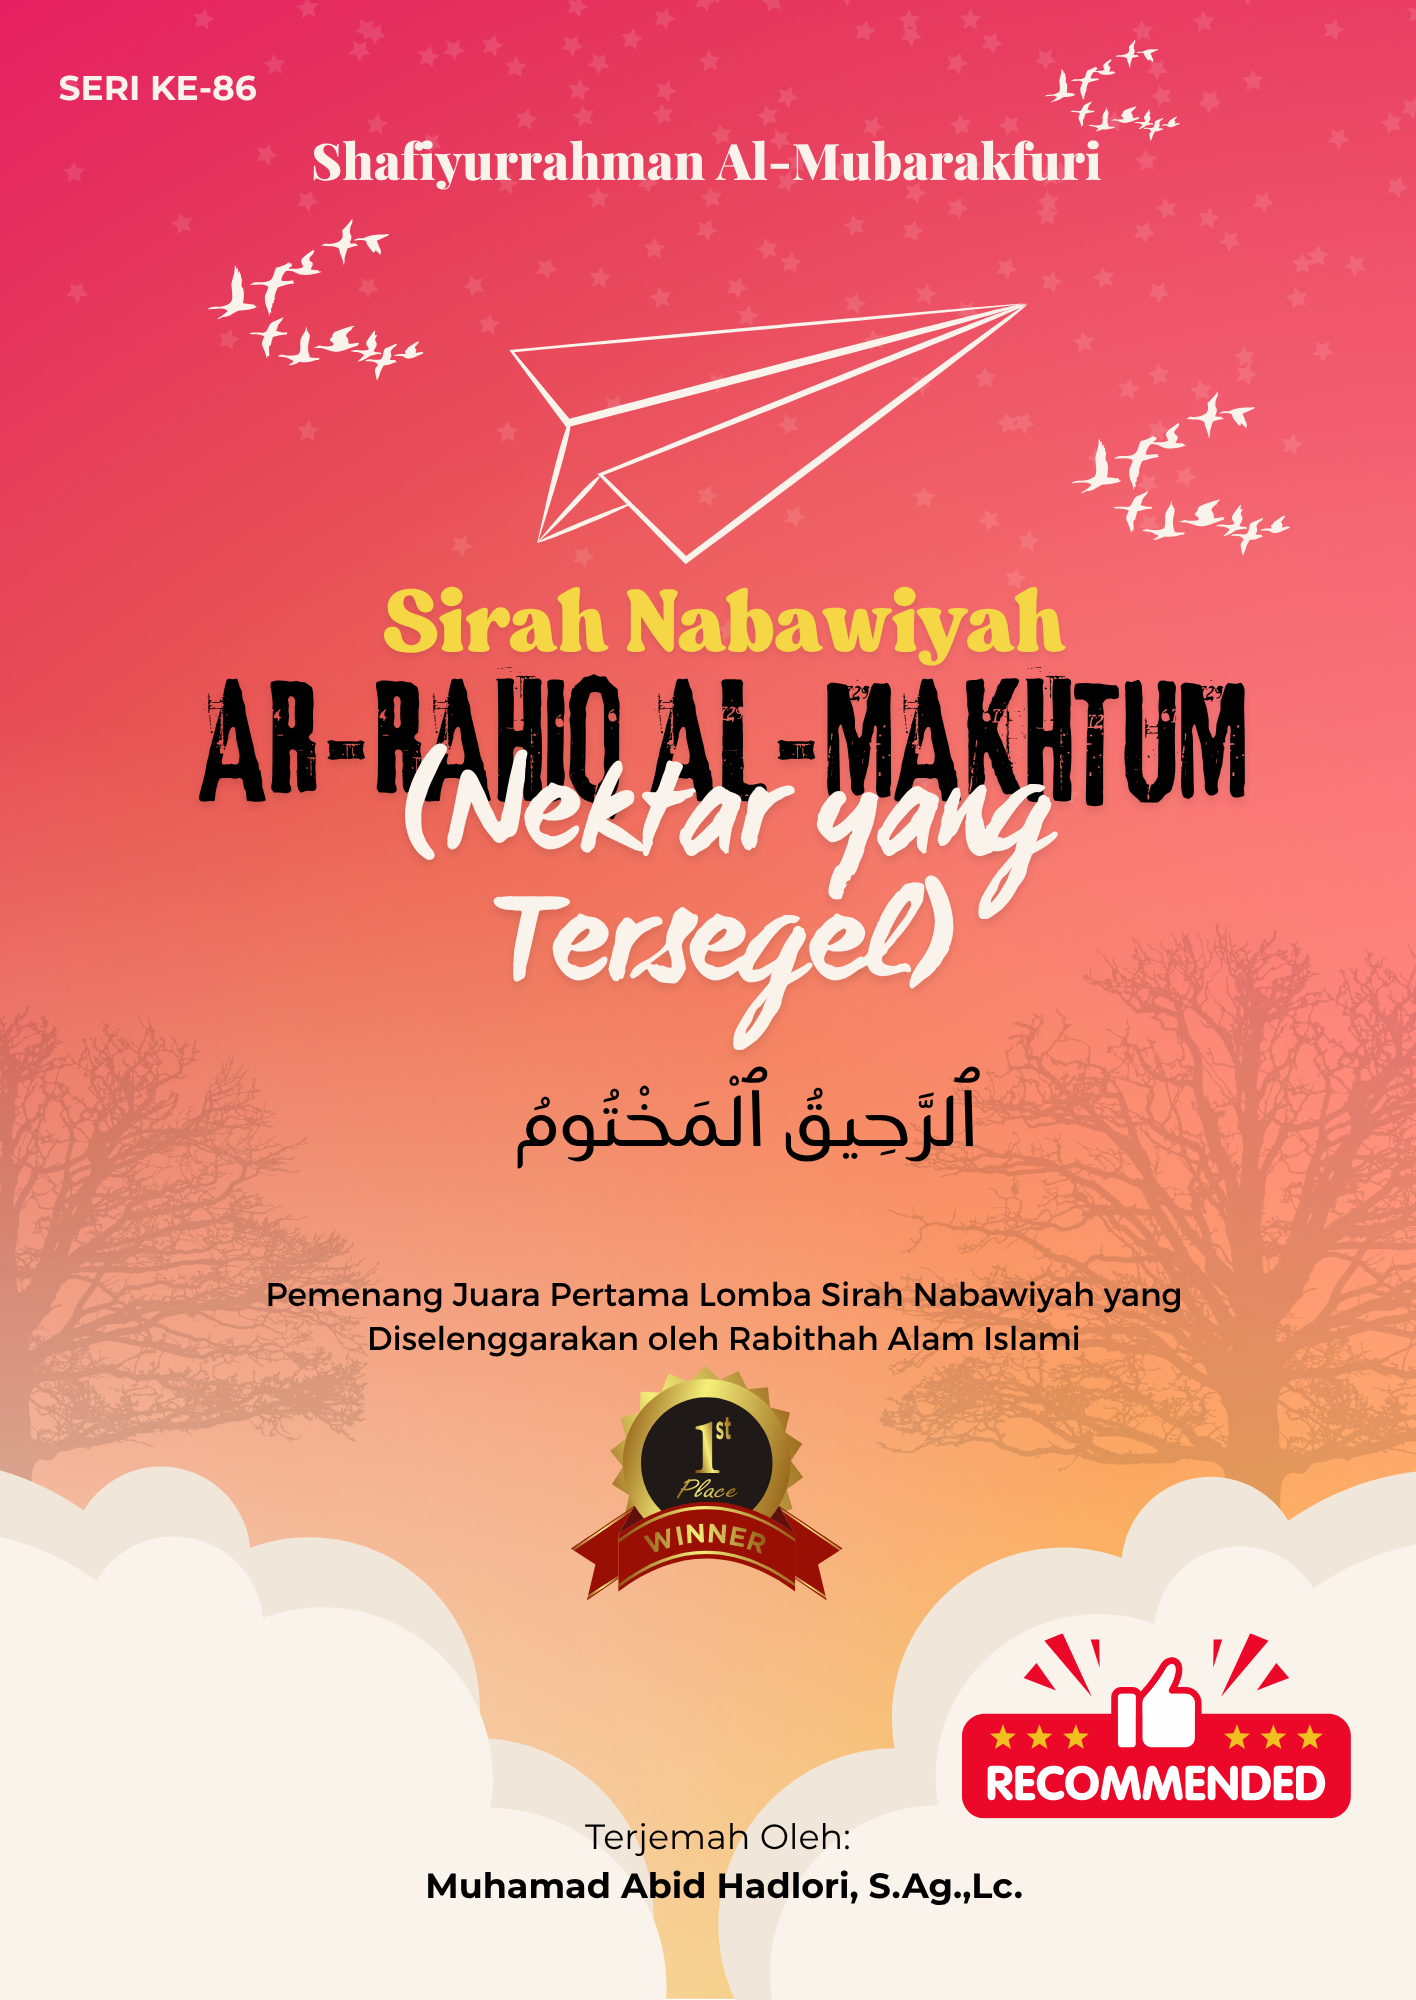 SERI KE-86
Shafiyurrahman Al-Mubarakfuri
Sirah Nabawiyah
AR-RAHIQ AL-MAKHTUM
(Nektar yang
Tersegel)
ٱلرَّحِيقُ ٱلْمَخْتُومُ
Pemenang Juara Pertama Lomba Sirah Nabawiyah yang
Diselenggarakan oleh Rabithah Alam Islami
1st
Place
WINNER
RECOMMENDED
Terjemah Oleh:
Muhamad Abid Hadlori, S.Ag.,Lc.